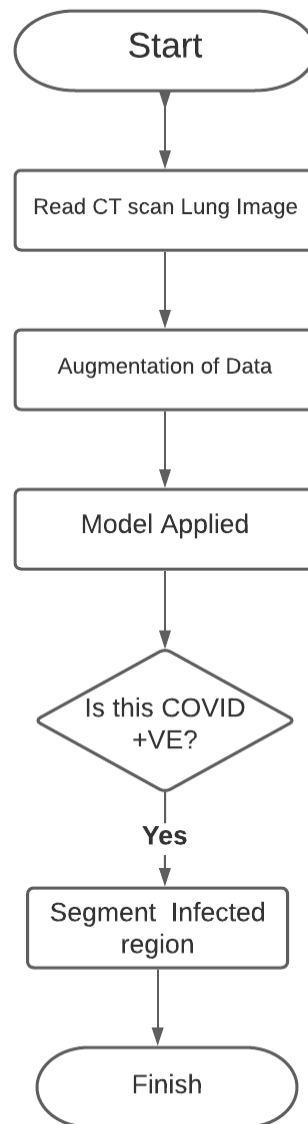 Start
Read CT scan Lung Image
Augmentation of Data
Model Applied
Is this COVID
+VE?
Yes
Segment Infected
region
Finish